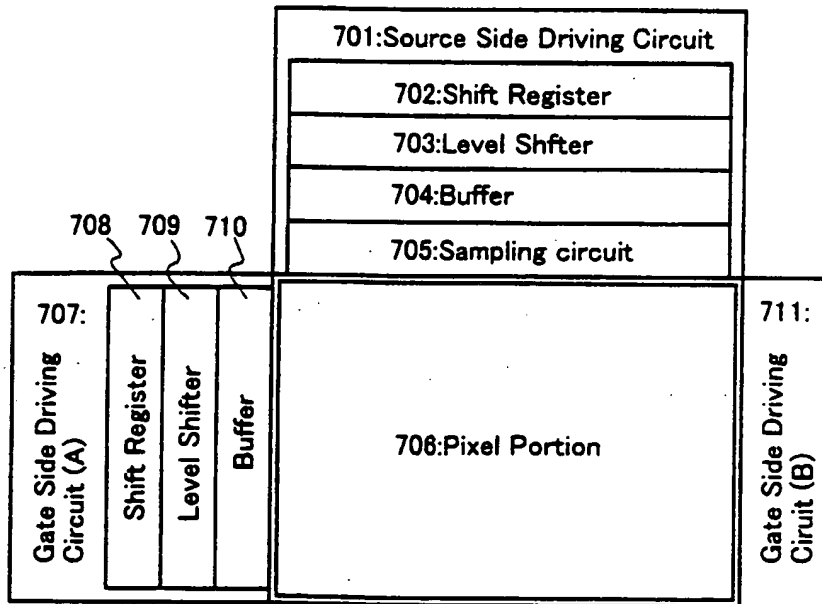 701:Source Side Driving Circuit
702:Shift Register
703:Level Shfter
704:Buffer
705:Sampling circuit
708 709 710
707:
Gate Side Driving
Circuit (A)
Shift Register
Level Shifter
Buffer
706:Pixel Portion
711:
Gate Side Driving
Ciruit (B)